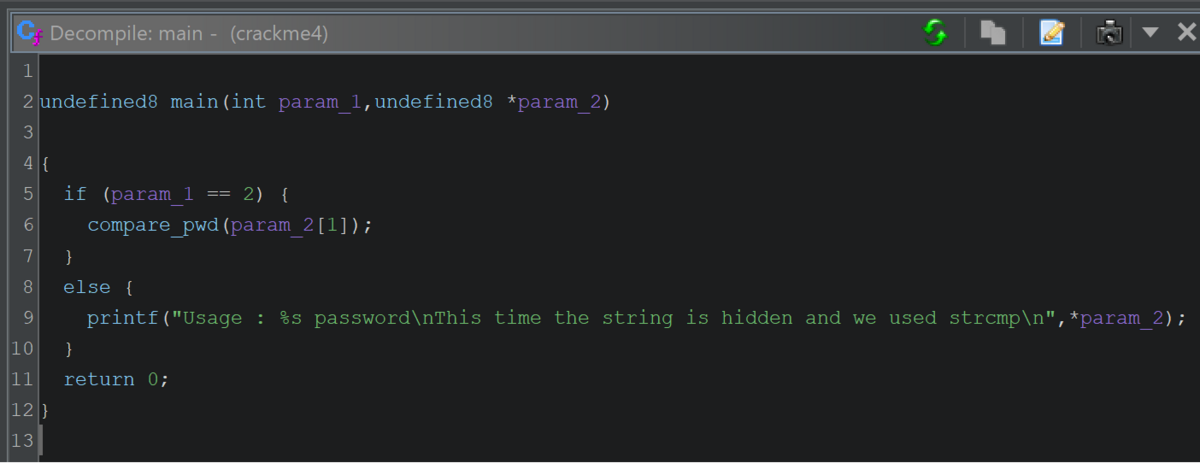 Decompile: main - (crackme4)
1
2 undefined8 main(int param_1,undefined8 *param_2)
3
4 {
5   if (param_1 == 2) {
6     compare_pwd(param_2[1]);
7   }
8   else {
9     printf("Usage : %s password\nThis time the string is hidden and we used strcmp\n",*param_2);
10   }
11   return 0;
12 }
13